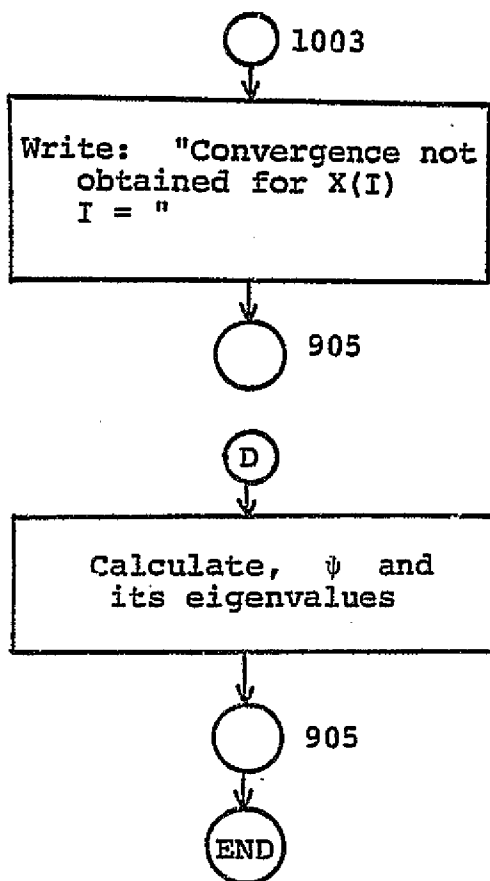 1003
Write: "Convergence not
obtained for X(I)
I = "
905
D
Calculate, ψ and
its eigenvalues
905
END